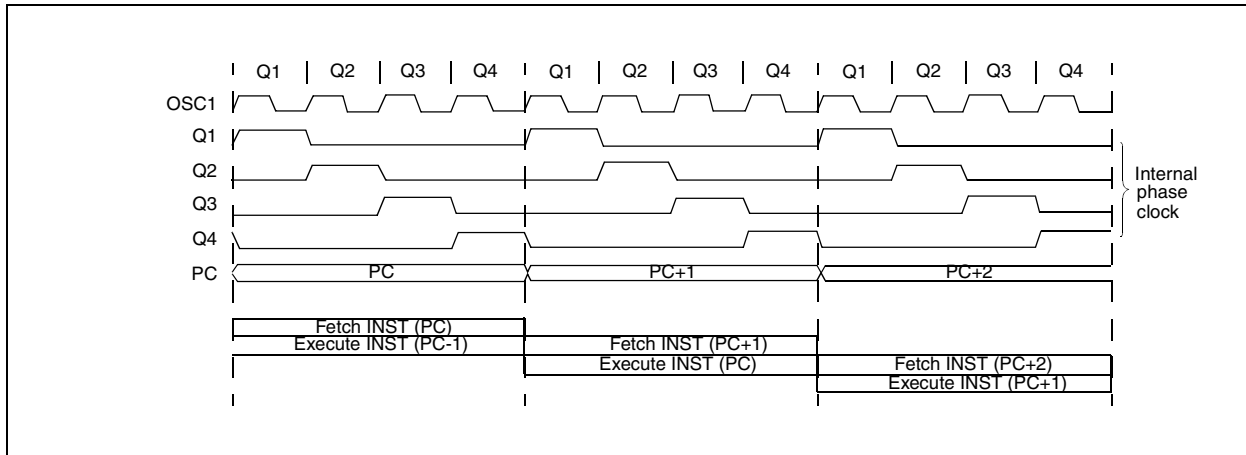 Q1 Q2 Q3 Q4 Q1 Q2 Q3 Q4 Q1 Q2 Q3 Q4
OSC1
Q1
Q2
Q3
Q4
Internal
phase
clock
PC PC PC+1 PC+2
Fetch INST (PC)
Execute INST (PC-1) Fetch INST (PC+1)
Execute INST (PC) Fetch INST (PC+2)
Execute INST (PC+1)